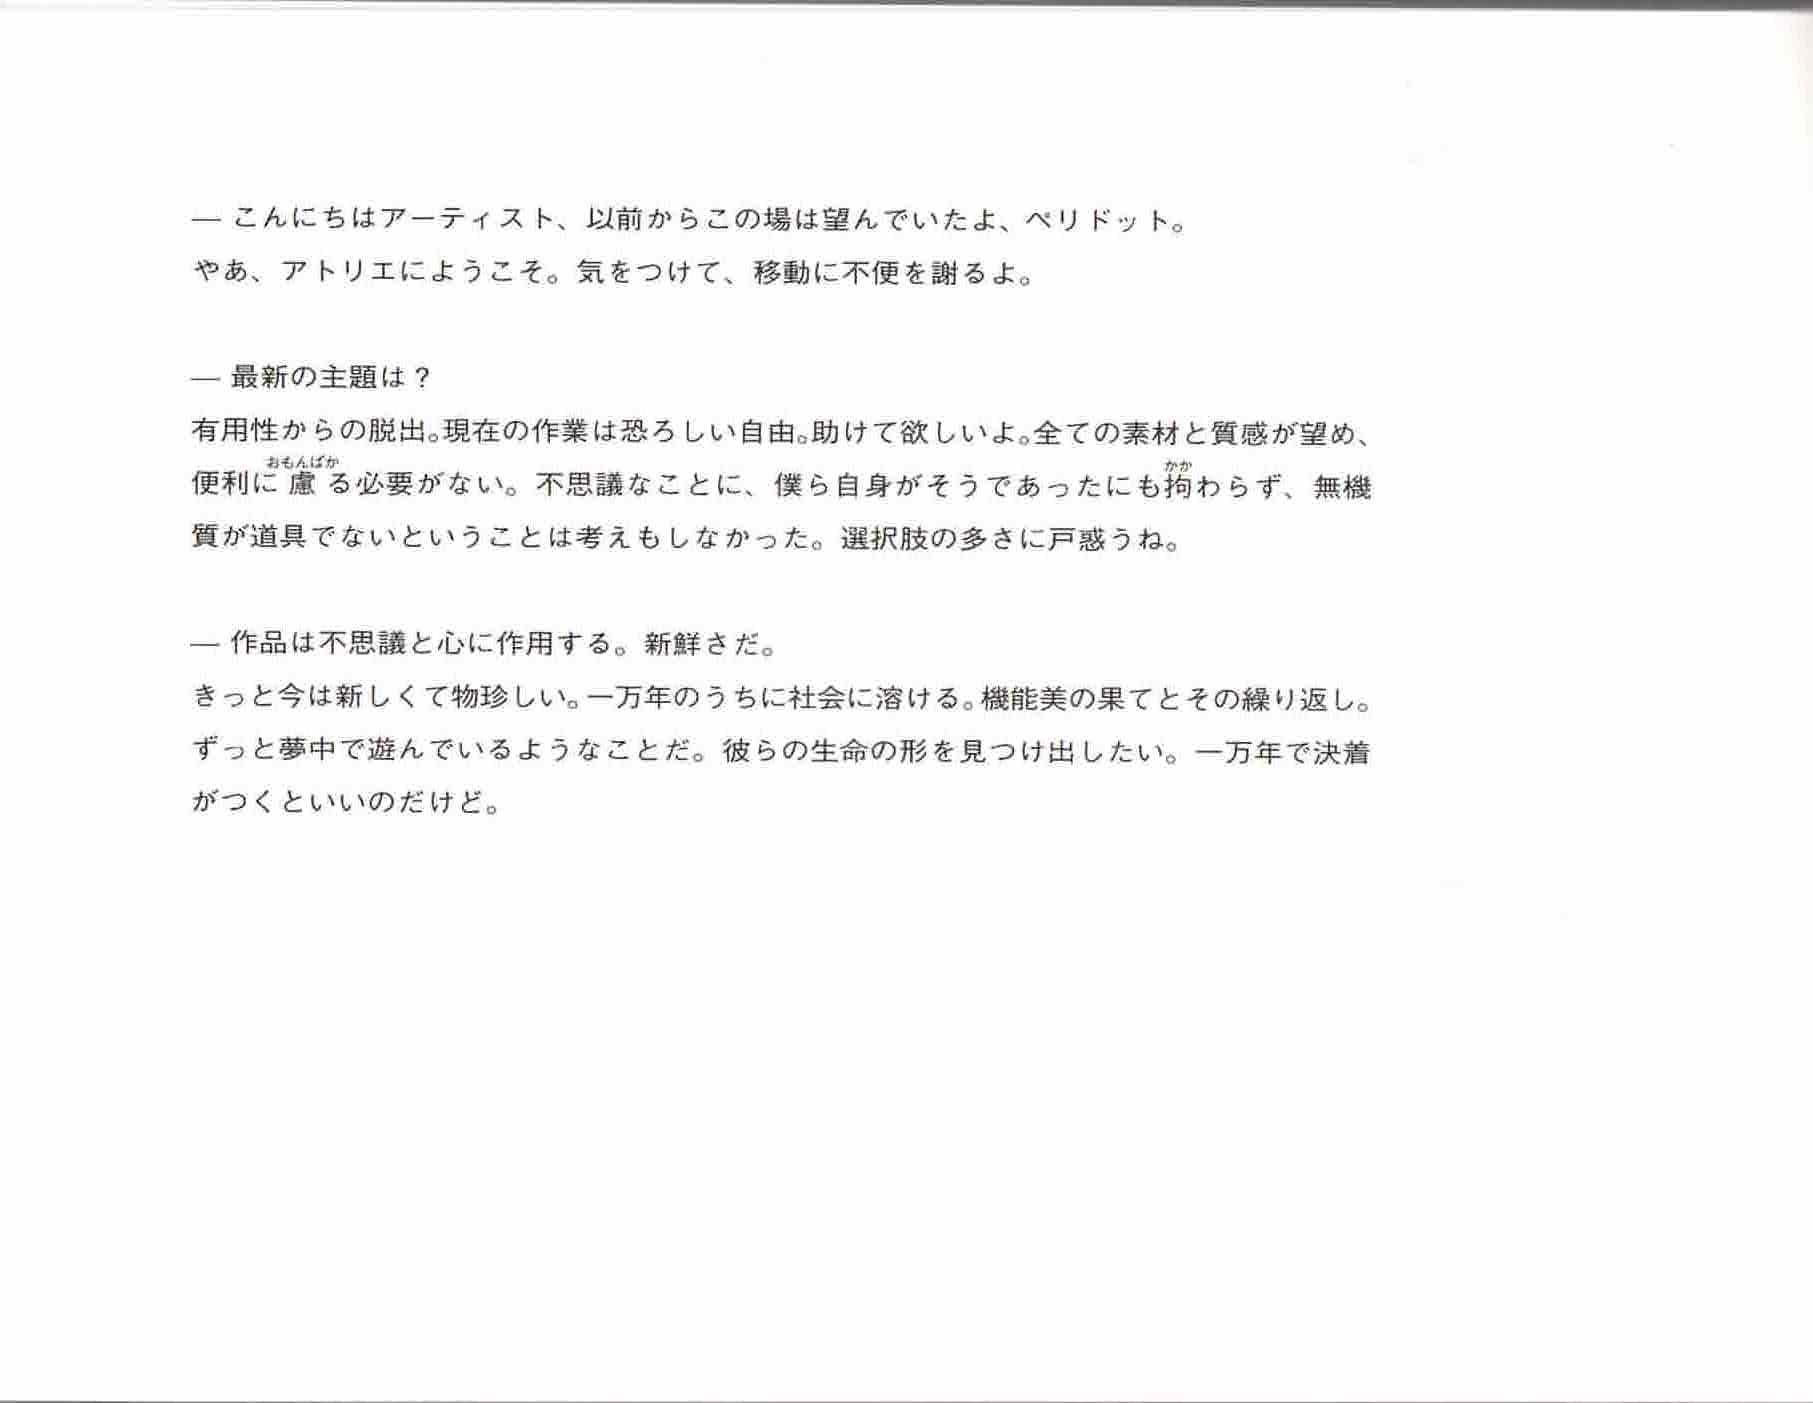 ― こんにちはアーティスト、以前からこの場は望んでいたよ、ペリドット。
やあ、アトリエにようこそ。気をつけて、移動に不便を謝るよ。
― 最新の主題は？
有用性からの脱出。現在の作業は恐ろしい自由。助けて欲しいよ。全ての素材と質感が望め、
おもんばか
かか
便利に慮る必要がない。不思議なことに、僕ら自身がそうであったにも拘わらず、無機
質が道具でないということは考えもしなかった。選択肢の多さに戸惑うね。
― 作品は不思議と心に作用する。新鮮さだ。
きっと今は新しくて物珍しい。一万年のうちに社会に溶ける。機能美の果てとその繰り返し。
ずっと夢中で遊んでいるようなことだ。彼らの生命の形を見つけ出したい。一万年で決着
がつくといいのだけど。